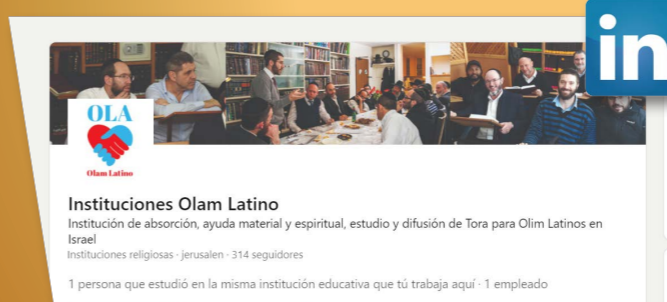 in
OLA
Olam Latino
Instituciones Olam Latino
Institución de absorción, ayuda material y espiritual, estudio y difusión de Tora para Olim Latinos en
Israel
Instituciones religiosas · jerusalen · 314 seguidores
1 persona que estudió en la misma institución educativa que tú trabaja aquí · 1 empleado